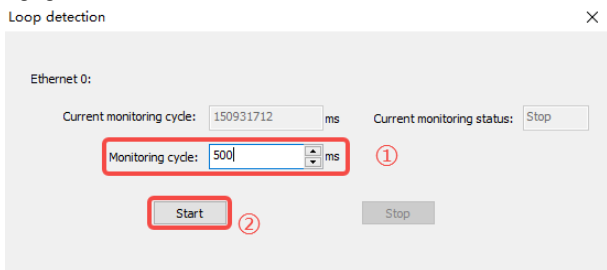 Loop detection
Ethernet 0:
Current monitoring cycle: 150931712 ms Current monitoring status: Stop
Monitoring cycle: 500 ms ①
Start ② Stop